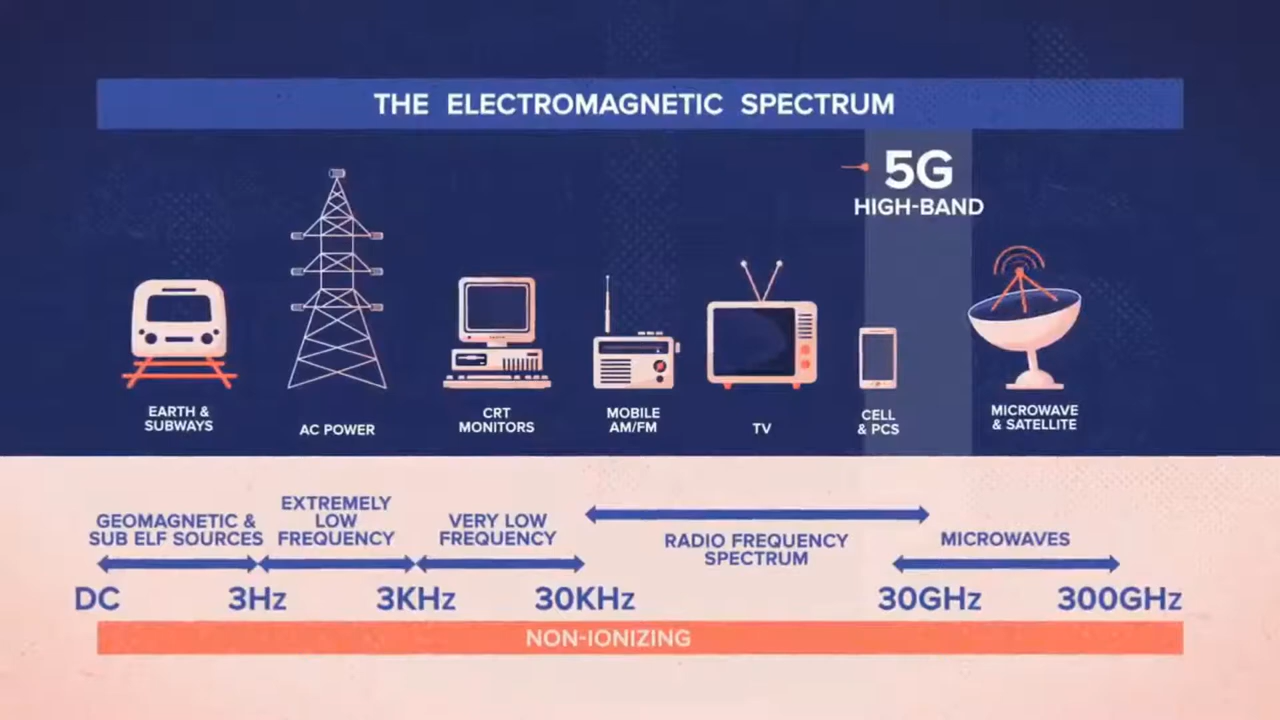 THE ELECTROMAGNETIC SPECTRUM
5G
HIGH-BAND
EARTH &
SUBWAYS
AC POWER
CRT
MONITORS
MOBILE
AM/FM
TV
CELL
& PCS
MICROWAVE
& SATELLITE
GEOMAGNETIC &
SUB ELF SOURCES
EXTREMELY
LOW
FREQUENCY
VERY LOW
FREQUENCY
RADIO FREQUENCY
SPECTRUM
MICROWAVES
DC
3Hz
3KHz
30KHz
30GHz
300GHz
NON-IONIZING